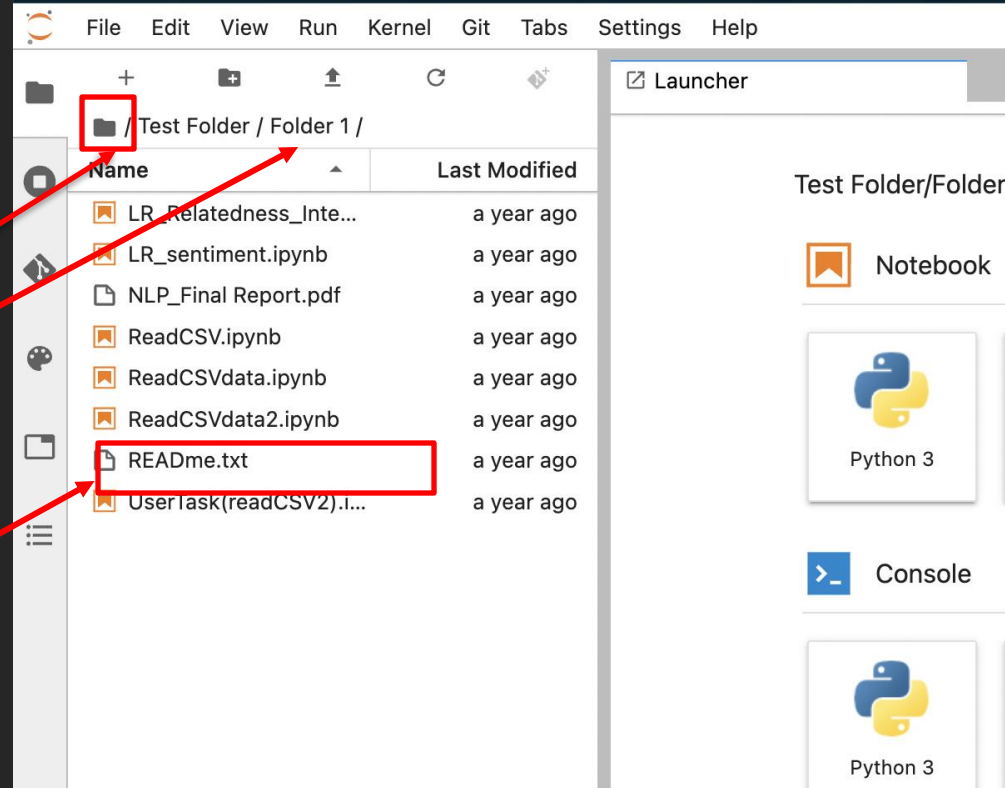 File Edit View Run Kernel Git Tabs Settings Help
Launcher
/ Test Folder / Folder 1 /
Name Last Modified
Test Folder/Folder
LR_Relatedness_Inte... a year ago
LR_sentiment.ipynb a year ago
NLP_Final Report.pdf a year ago
ReadCSV.ipynb a year ago
ReadCSVdata.ipynb a year ago
ReadCSVdata2.ipynb a year ago
READme.txt a year ago
UserTask(readCSV2).i... a year ago
Notebook
Python 3
Console
Python 3